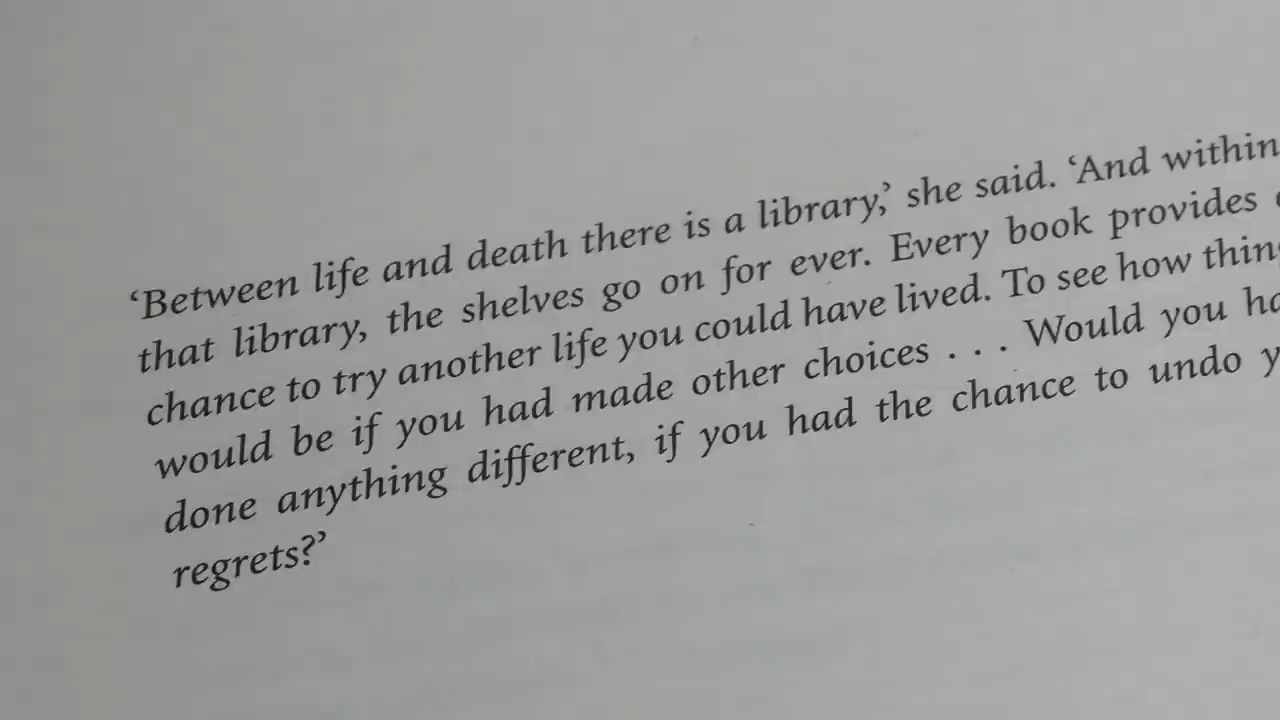 ‘Between life and death there is a library,’ she said. ‘And within
that library, the shelves go on for ever. Every book provides
chance to try another life you could have lived. To see how
would be if you had made other choices . . . Would you
done anything different, if you had the chance to undo
regrets?’